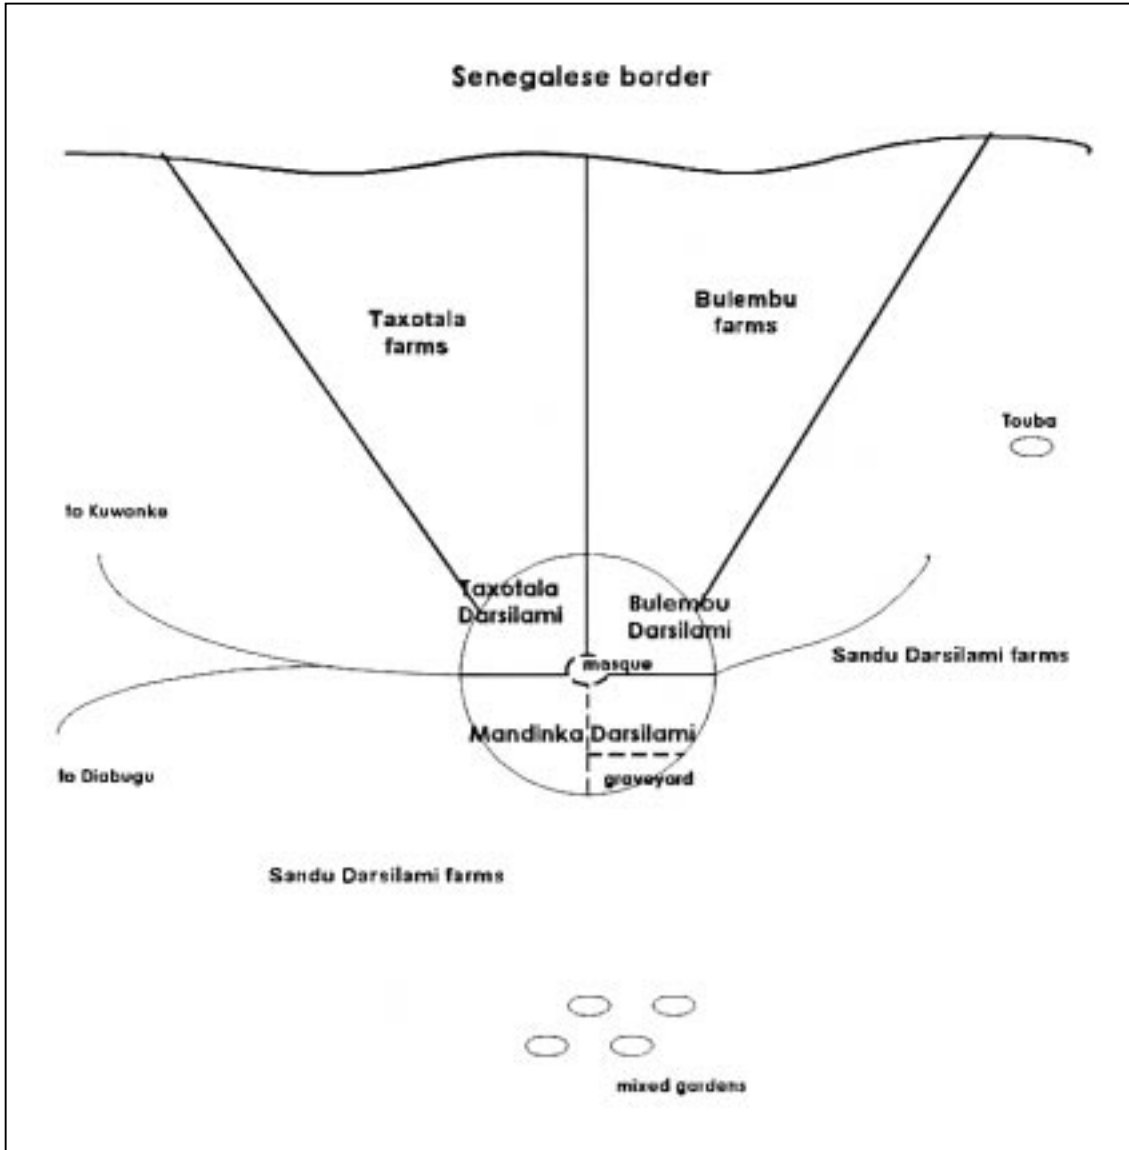 Senegalese border
Taxotala
farms
Bulembu
farms
Touba
to Kuwonke
Taxotala
Darsilami
Bulembu
Darsilami
mosque
Sandu Darsilami farms
Mandinka Darsilami
graveyard
to Diabugu
Sandu Darsilami farms
mixed gardens